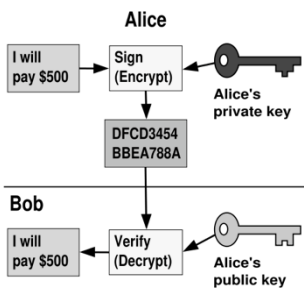 Alice
I will
pay $500
Sign
(Encrypt)
Alice's
private key
DFCD3454
BBEA788A
Bob
I will
pay $500
Verify
(Decrypt)
Alice's
public key